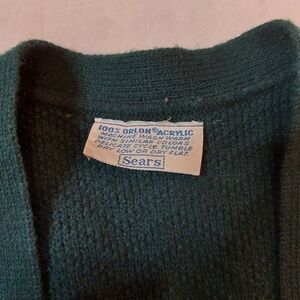 100% ORLON® ACRYLIC
MACHINE WASH WARM
WITH SIMILAR COLORS
DELICATE CYCLE. TUMBLE
DRY, LOW OR DRY FLAT.
Sears